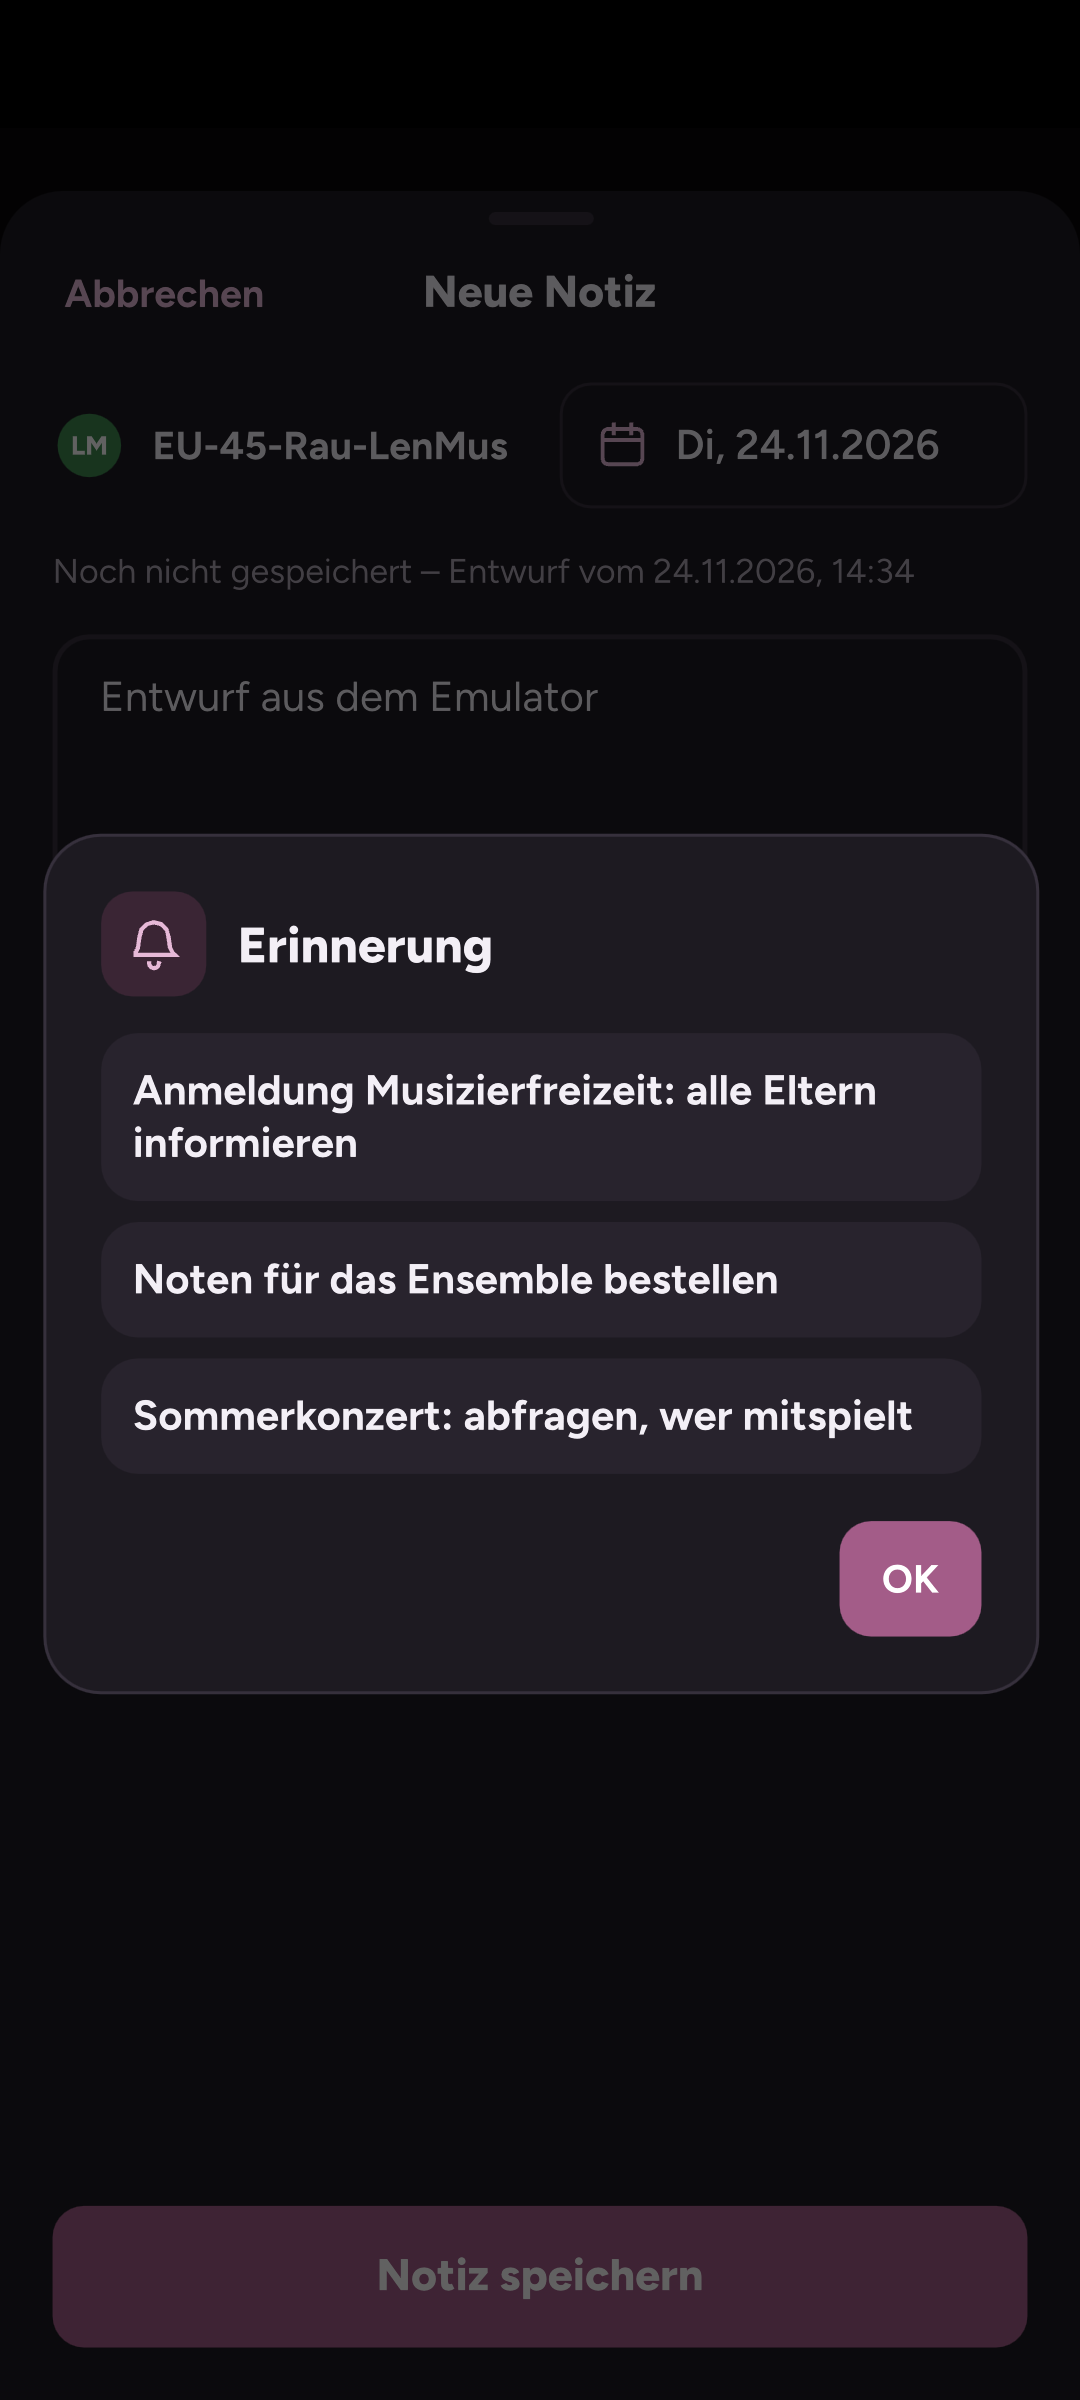 Abbrechen
Neue Notiz
LM
EU-45-Rau-LenMus
Di, 24.11.2026
Noch nicht gespeichert – Entwurf vom 24.11.2026, 14:34
Entwurf aus dem Emulator
Erinnerung
Anmeldung Musizierfreizeit: alle Eltern
informieren
Noten für das Ensemble bestellen
Sommerkonzert: abfragen, wer mitspielt
OK
Notiz speichern